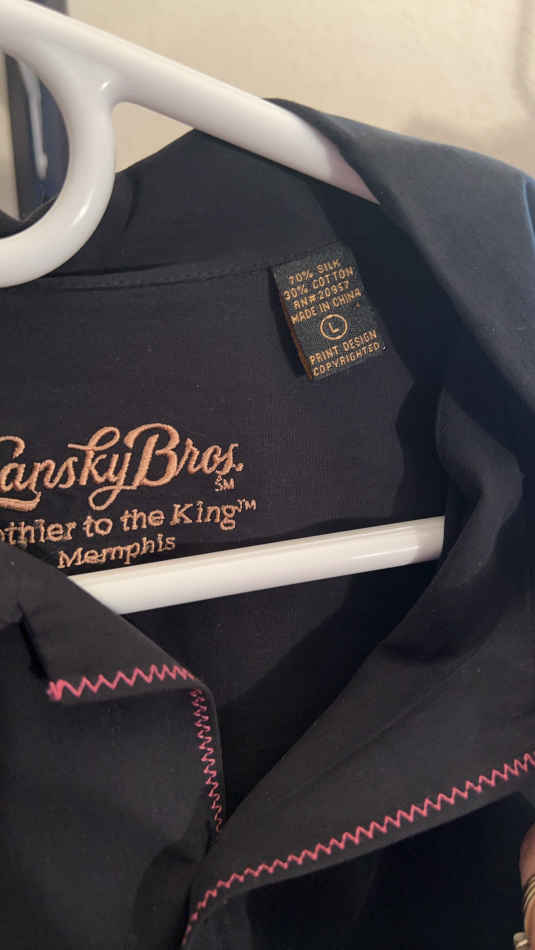 70% SILK
30% COTTON
RN# 20957
MADE IN CHINA
L
PRINT DESIGN
COPYRIGHTED.
ansky Bros.
SM
othier to the King™
Memphis